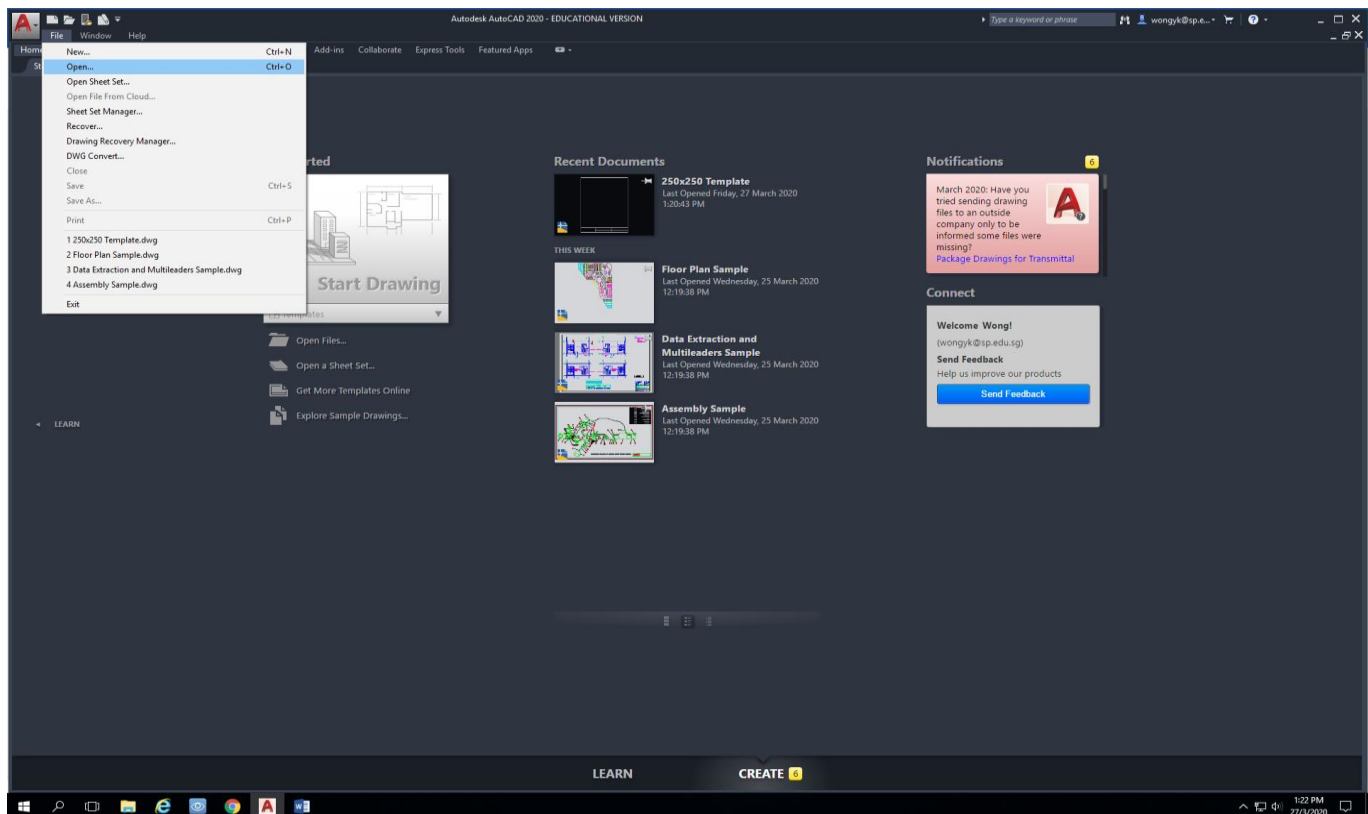 Autodesk AutoCAD 2020 - EDUCATIONAL VERSION
Type a keyword or phrase
wongyk@sp.e...
File Window Help
Add-ins Collaborate Express Tools Featured Apps
New... Ctrl+N
Open... Ctrl+O
Open Sheet Set...
Open File From Cloud...
Sheet Set Manager...
Recover...
Drawing Recovery Manager...
DWG Convert...
Close
Save Ctrl+S
Save As...
Print Ctrl+P
1 250x250 Template.dwg
2 Floor Plan Sample.dwg
3 Data Extraction and Multileaders Sample.dwg
4 Assembly Sample.dwg
Exit
rted
Start Drawing
Open Files...
Open a Sheet Set...
Get More Templates Online
Explore Sample Drawings...
LEARN
Recent Documents
250x250 Template
Last Opened Friday, 27 March 2020
1:20:43 PM
THIS WEEK
Floor Plan Sample
Last Opened Wednesday, 25 March 2020
12:19:38 PM
Data Extraction and
Multileaders Sample
Last Opened Wednesday, 25 March 2020
12:19:38 PM
Assembly Sample
Last Opened Wednesday, 25 March 2020
12:19:38 PM
Notifications 6
March 2020: Have you
tried sending drawing
files to an outside
company only to be
informed some files were
missing?
Package Drawings for Transmittal
Connect
Welcome Wong!
(wongyk@sp.edu.sg)
Send Feedback
Help us improve our products
Send Feedback
LEARN CREATE 6
1:22 PM
27/3/2020